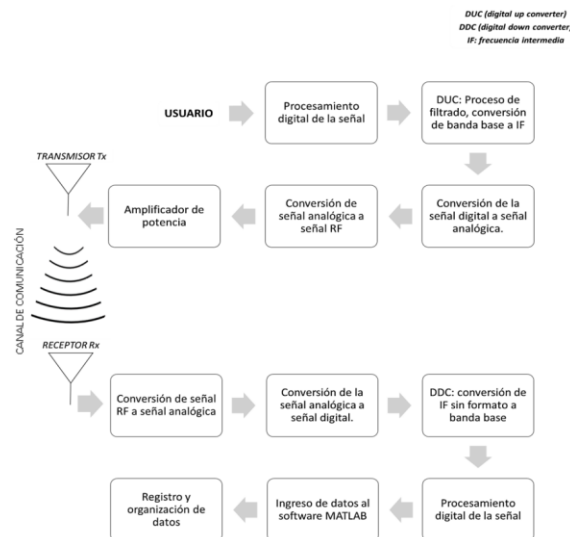 DUC (digital up converter)
DDC (digital down converter)
IF: frecuencia intermedia
USUARIO
Procesamiento
digital de la señal
DUC: Proceso de
filtrado, conversión
de banda base a IF
TRANSMISOR Tx
Amplificador de
potencia
Conversión de
señal analógica a
señal RF
Conversión de la
señal digital a señal
analógica.
CANAL DE COMUNICACIÓN
RECEPTOR Rx
Conversión de señal
RF a señal analógica
Conversión de la
señal analógica a
señal digital.
DDC: conversión de
IF sin formato a
banda base
Registro y
organización de
datos
Ingreso de datos al
software MATLAB
Procesamiento
digital de la señal